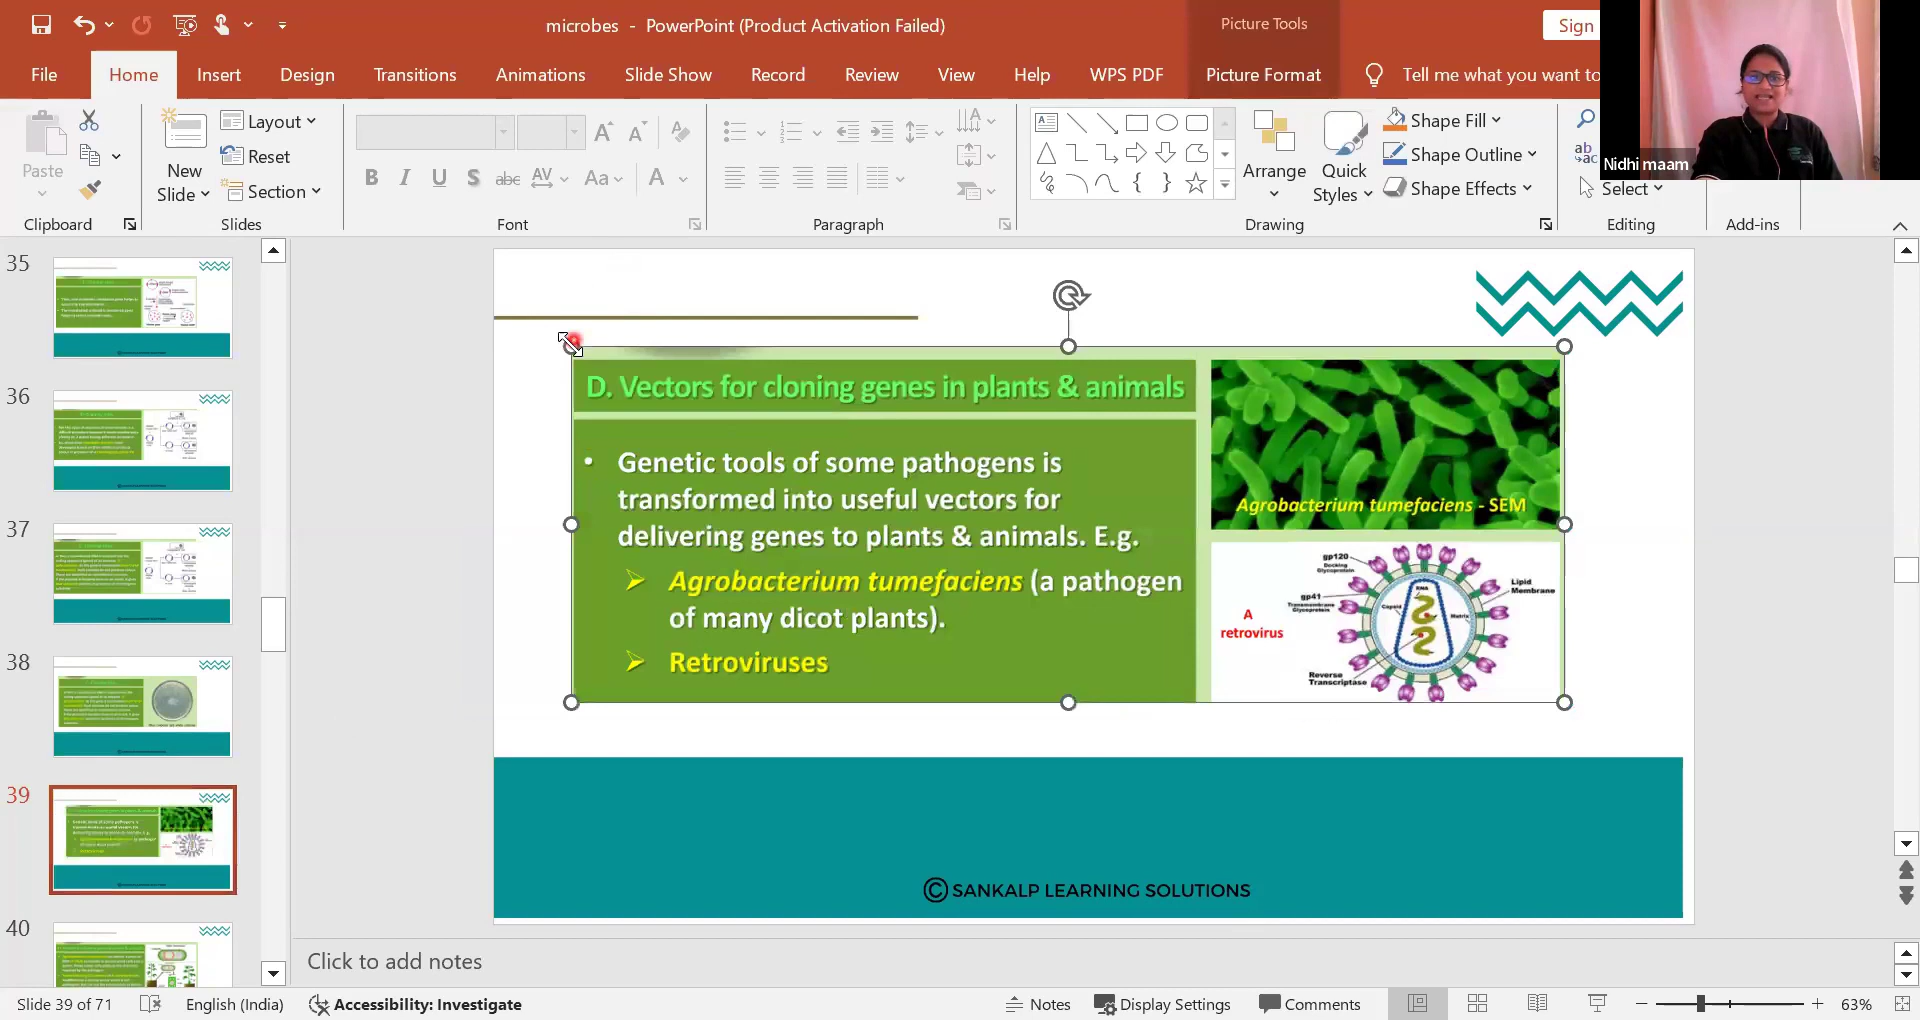 microbes - PowerPoint (Product Activation Failed)
Picture Tools
Sign
File Home Insert Design Transitions Animations Slide Show Record Review View Help WPS PDF Picture Format Tell me what you want to
Nidhi maam
Paste
New Slide
Layout
Reset
Section
B I U S abc AV Aa A
Arrange
Quick Styles
Shape Fill
Shape Outline
Shape Effects
Select
Clipboard Slides Font Paragraph Drawing Editing Add-ins
35
36
37
38
39
40
D. Vectors for cloning genes in plants & animals
• Genetic tools of some pathogens is
transformed into useful vectors for
delivering genes to plants & animals. E.g.
Agrobacterium tumefaciens (a pathogen
of many dicot plants).
Retroviruses
Agrobacterium tumefaciens - SEM
A
retrovirus
gp120
Docking
Glycoprotein
gp41
Transmembrane
Glycoprotein
RNA
Capsid
Matrix
Lipid
Membrane
Reverse
Transcriptase
© SANKALP LEARNING SOLUTIONS
Click to add notes
Slide 39 of 71 English (India) Accessibility: Investigate Notes Display Settings Comments 63%